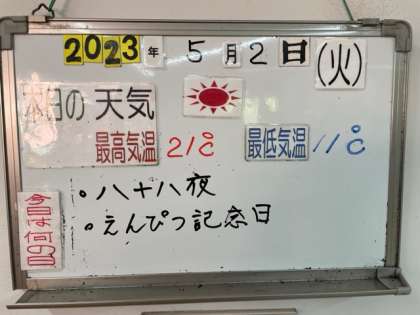 2023年 5月2日(火)
本日の 天気
最高気温 21℃ 最低気温 11℃
・八十八夜
・えんぴつ記念日
今日は何の日